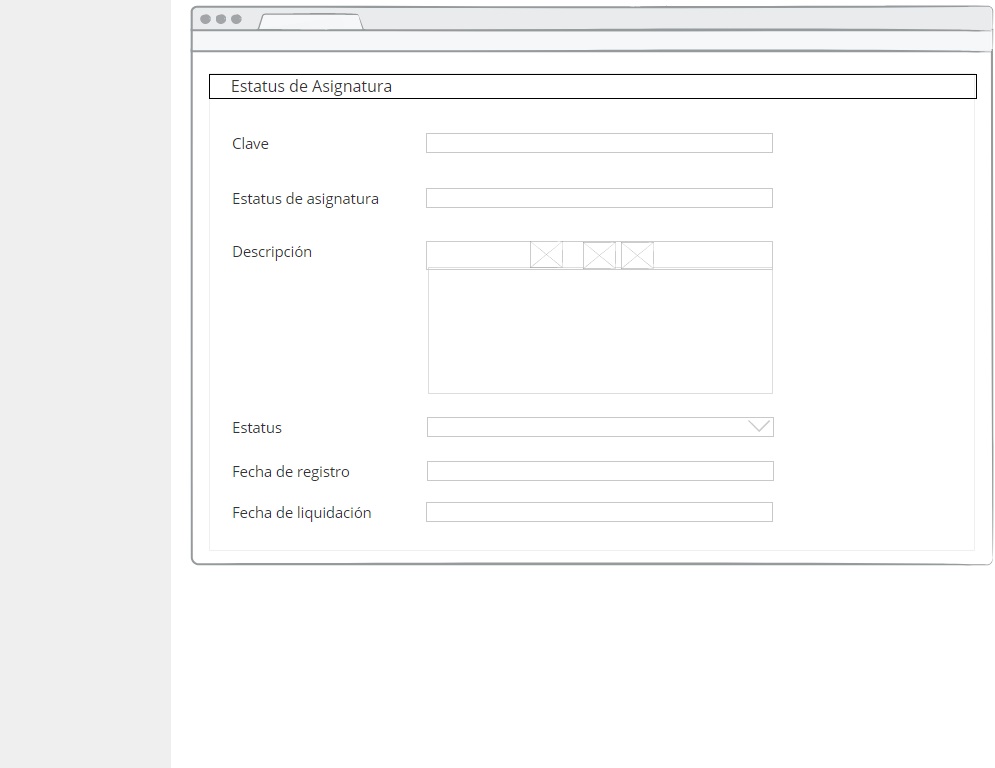 Estatus de Asignatura
Clave
Estatus de asignatura
Descripción
Estatus
Fecha de registro
Fecha de liquidación